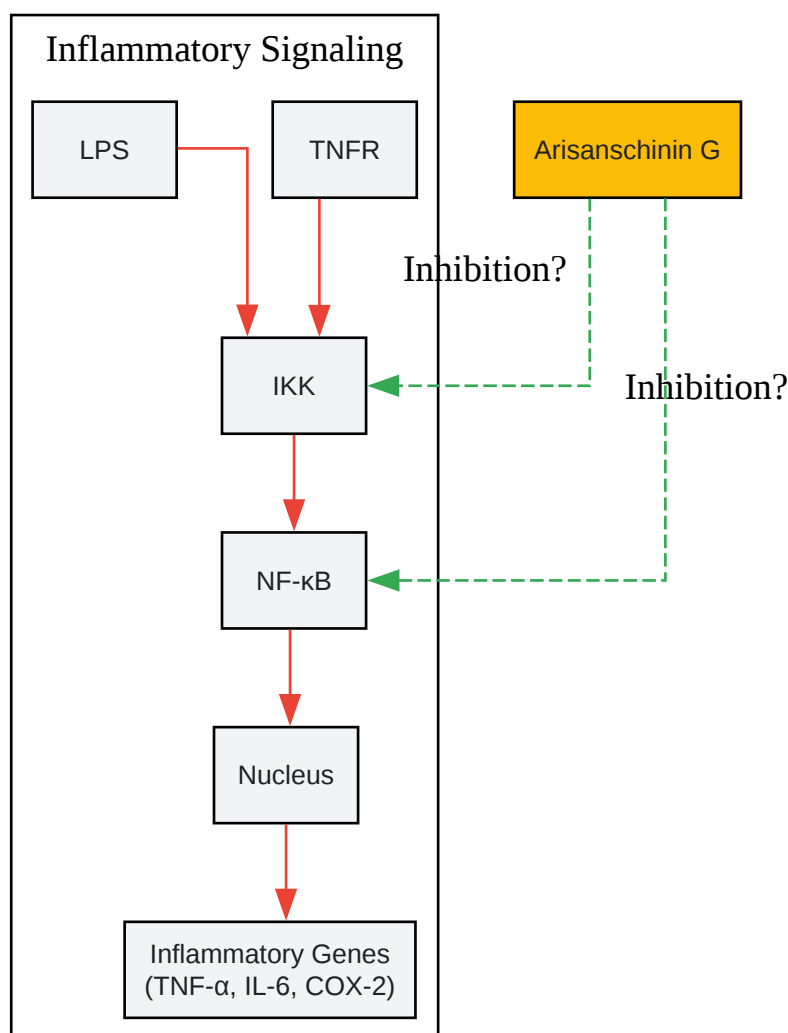 Inflammatory Signaling
LPS
TNFR
Arisanschinin G
Inhibition?
IKK
Inhibition?
NF-κB
Nucleus
Inflammatory Genes
(TNF-α, IL-6, COX-2)